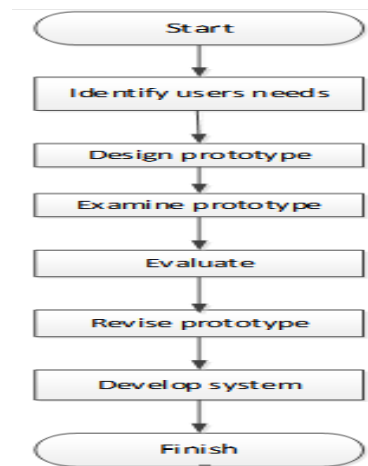 Start
Identify users needs
Design prototype
Examine prototype
Evaluate
Revise prototype
Develop system
Finish